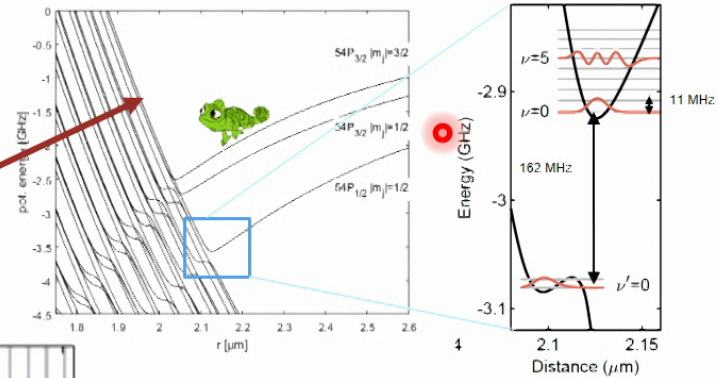 0
-0.5
-1
-1.5
-2.5
-3
-3.5
-4
-4.5
pot. energy [GHz]
1.8
1.9
2
2.1
2.2
2.3
2.4
2.5
2.6
r [μm]
54P3/2 |mj|=3/2
54P3/2 |mj|=1/2
54P1/2 |mj|=1/2
4
Energy (GHz)
-2.9
-3
-3.1
ν=5
ν=0
11 MHz
162 MHz
ν'=0
2.1
2.15
Distance (μm)